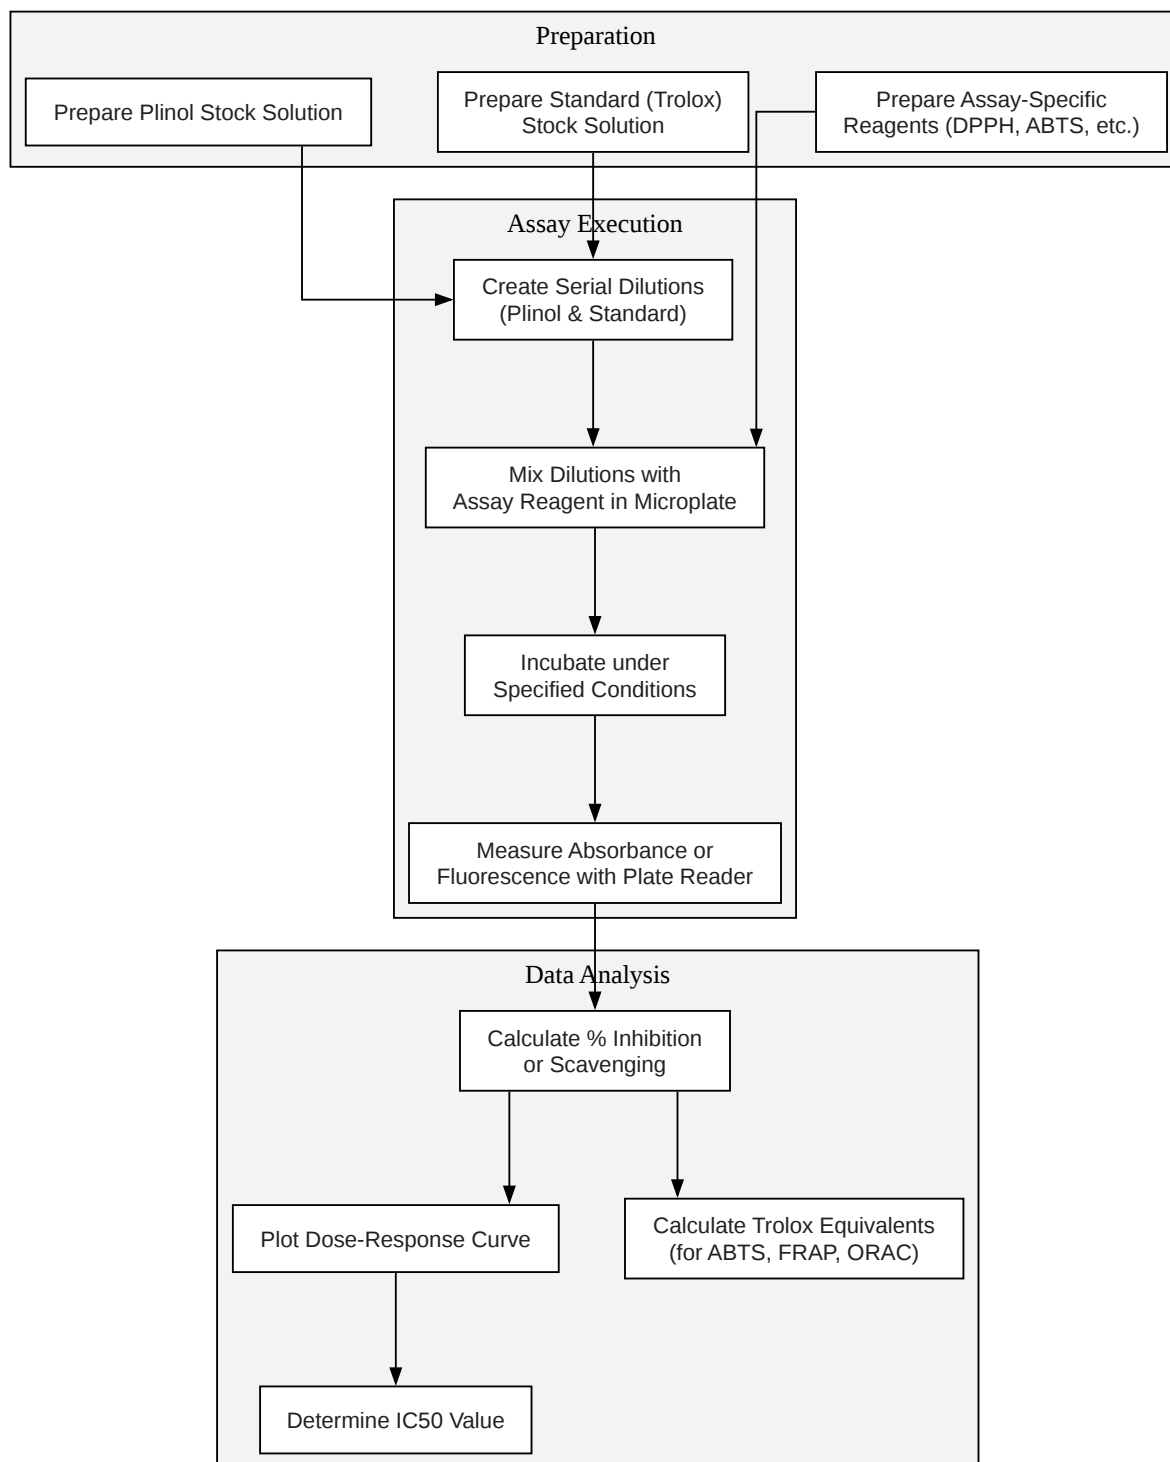 Preparation
Prepare Plinol Stock Solution
Prepare Standard (Trolox)
Stock Solution
Prepare Assay-Specific
Reagents (DPPH, ABTS, etc.)
Assay Execution
Create Serial Dilutions
(Plinol & Standard)
Mix Dilutions with
Assay Reagent in Microplate
Incubate under
Specified Conditions
Measure Absorbance or
Fluorescence with Plate Reader
Data Analysis
Calculate % Inhibition
or Scavenging
Plot Dose-Response Curve
Calculate Trolox Equivalents
(for ABTS, FRAP, ORAC)
Determine IC50 Value